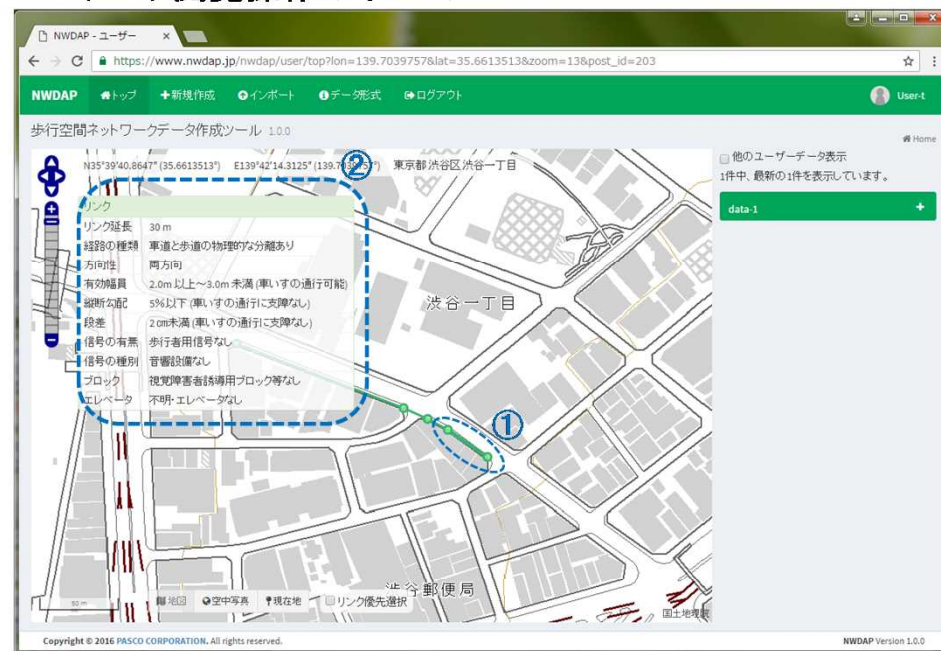 NWDAP - ユーザー
https://www.nwdap.jp/nwdap/user/top?lon=139.7039757&lat=35.6613513&zoom=13&post_id=203
NWDAP トップ 新規作成 インポート データ形式 ログアウト User-t
歩行空間ネットワークデータ作成ツール 1.0.0
Home
N35°39'40.8647" (35.6613513°) E139°42'14.3125" 東京都渋谷区渋谷一丁目
②
他のユーザーデータ表示
1件中、最新の1件を表示しています。
data-1
リンク
リンク延長 30 m
経路の種類 車道と歩道の物理的な分離あり
方向性 両方向
有効幅員 2.0m 以上～3.0m 未満 (車いすの通行可能)
縦断勾配 5%以下 (車いすの通行に支障なし)
段差 2㎝未満 (車いすの通行に支障なし)
信号の有無 歩行者用信号なし
信号の種別 音響設備なし
ブロック 視覚障害者誘導用ブロック等なし
エレベータ 不明・エレベータなし
渋谷一丁目
①
渋谷郵便局
50 m
地図 空中写真 現在地 リンク優先選択
国土地理院
Copyright © 2016 PASCO CORPORATION. All rights reserved. NWDAP Version 1.0.0